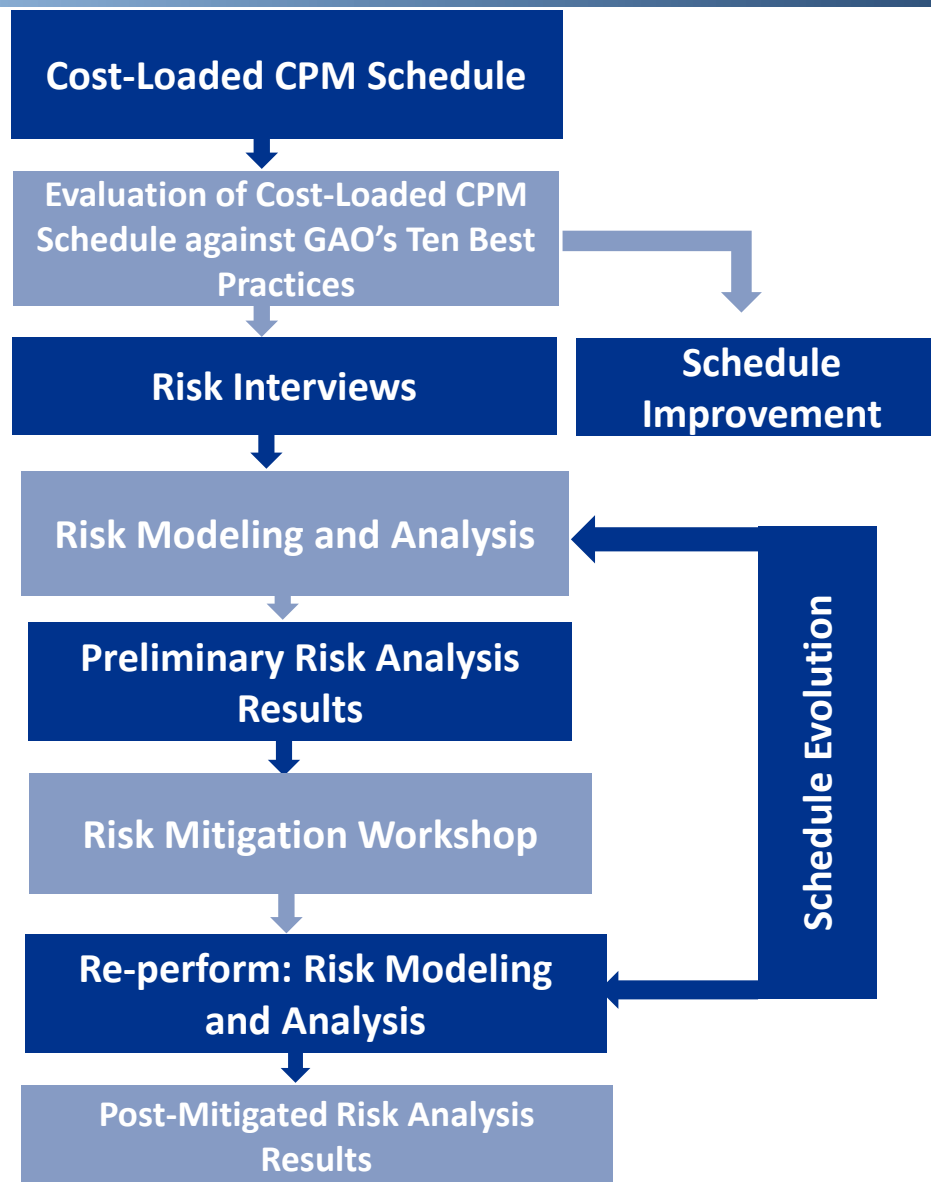 Cost-Loaded CPM Schedule
Evaluation of Cost-Loaded CPM
Schedule against GAO’s Ten Best
Practices
Risk Interviews
Schedule
Improvement
Risk Modeling and Analysis
Preliminary Risk Analysis
Results
Risk Mitigation Workshop
Schedule Evolution
Re-perform: Risk Modeling
and Analysis
Post-Mitigated Risk Analysis
Results